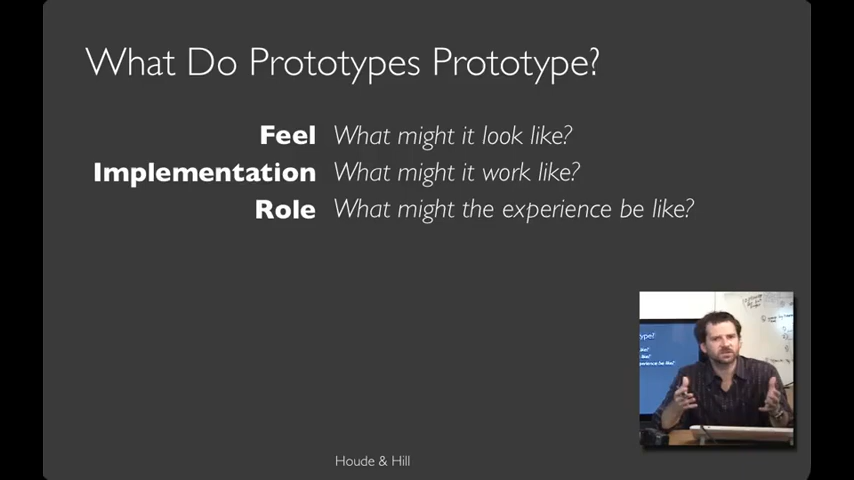 What Do Prototypes Prototype?
Feel What might it look like?
Implementation What might it work like?
Role What might the experience be like?
Houde & Hill